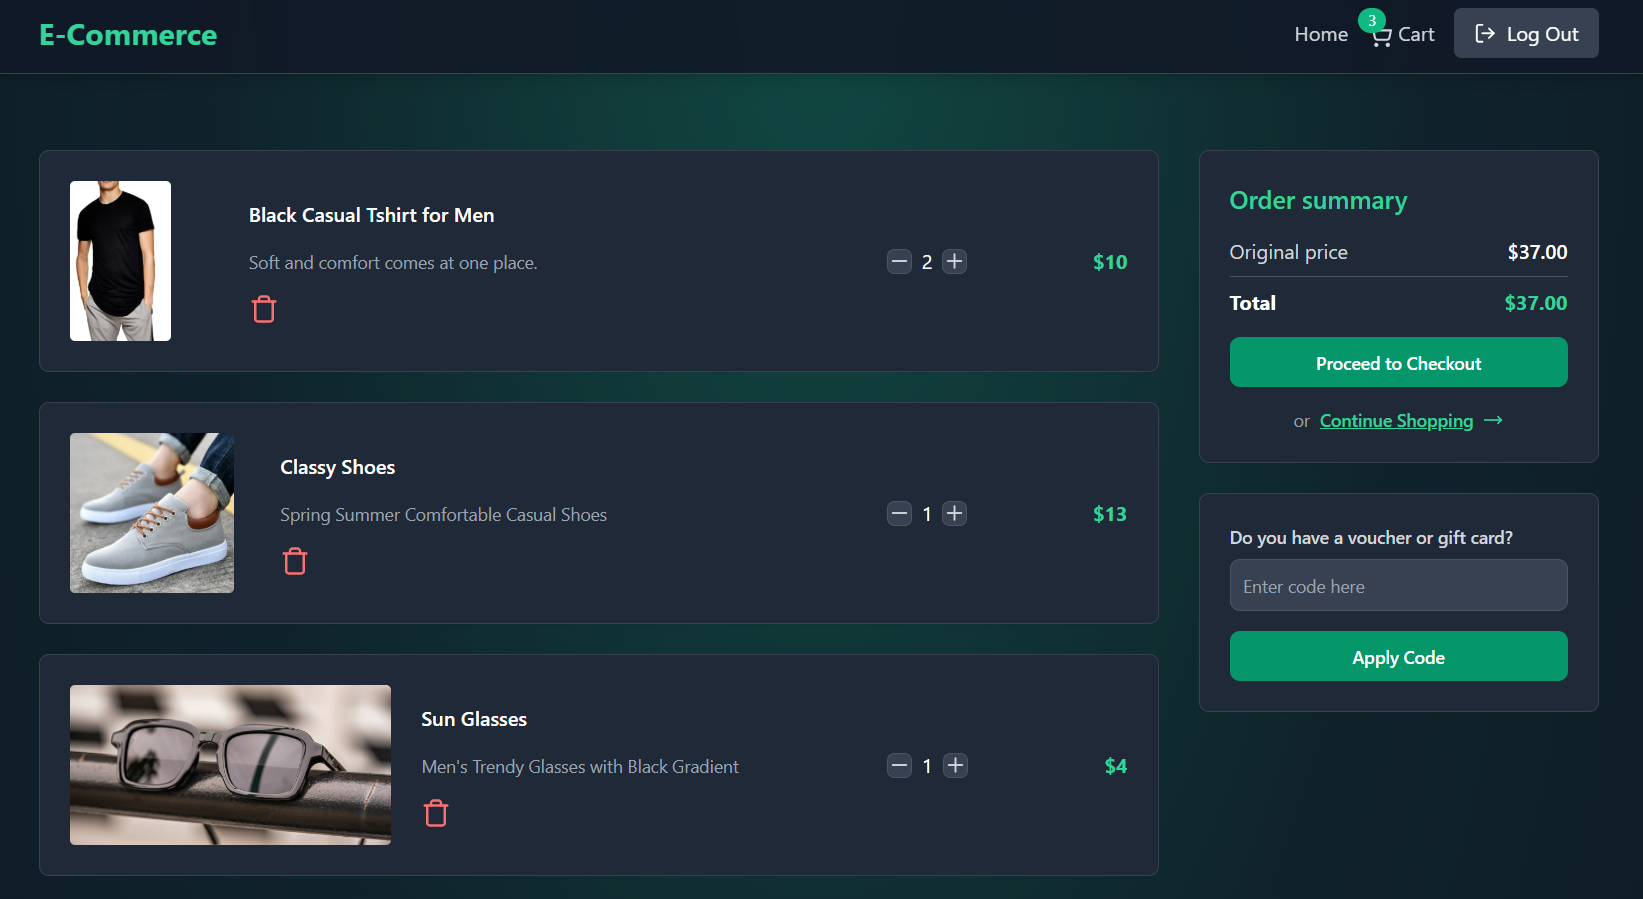 E-Commerce
Home
3
Cart
Log Out
Black Casual Tshirt for Men
Soft and comfort comes at one place.
2
$10
Classy Shoes
Spring Summer Comfortable Casual Shoes
1
$13
Sun Glasses
Men's Trendy Glasses with Black Gradient
1
$4
Order summary
Original price $37.00
Total $37.00
Proceed to Checkout
or Continue Shopping →
Do you have a voucher or gift card?
Enter code here
Apply Code